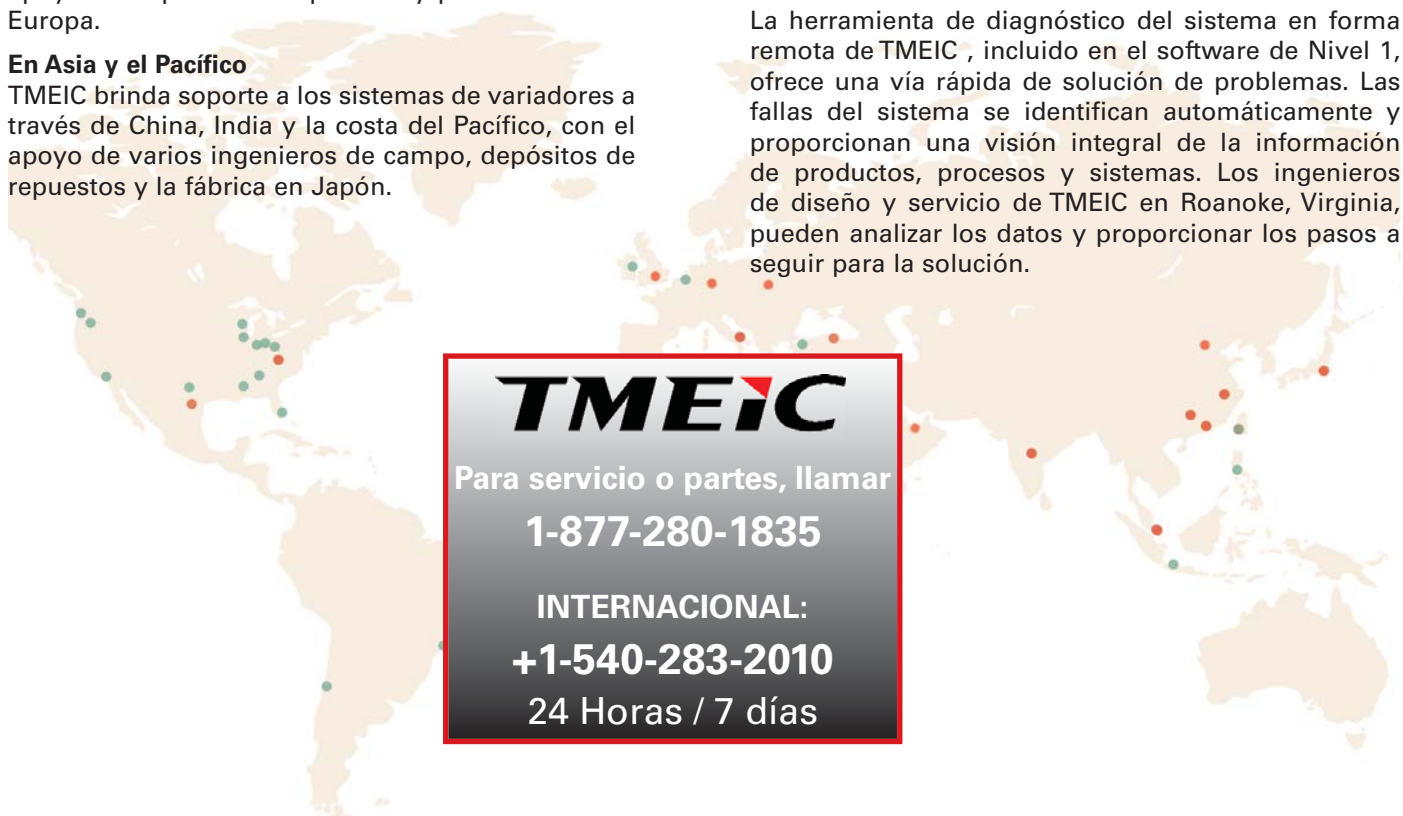 Europa.
En Asia y el Pacífico
TMEIC brinda soporte a los sistemas de variadores a
través de China, India y la costa del Pacífico, con el
apoyo de varios ingenieros de campo, depósitos de
repuestos y la fábrica en Japón.
La herramienta de diagnóstico del sistema en forma
remota de TMEIC , incluido en el software de Nivel 1,
ofrece una vía rápida de solución de problemas. Las
fallas del sistema se identifican automáticamente y
proporcionan una visión integral de la información
de productos, procesos y sistemas. Los ingenieros
de diseño y servicio de TMEIC en Roanoke, Virginia,
pueden analizar los datos y proporcionar los pasos a
seguir para la solución.
TMEiC
Para servicio o partes, llamar
1-877-280-1835
INTERNACIONAL:
+1-540-283-2010
24 Horas / 7 días